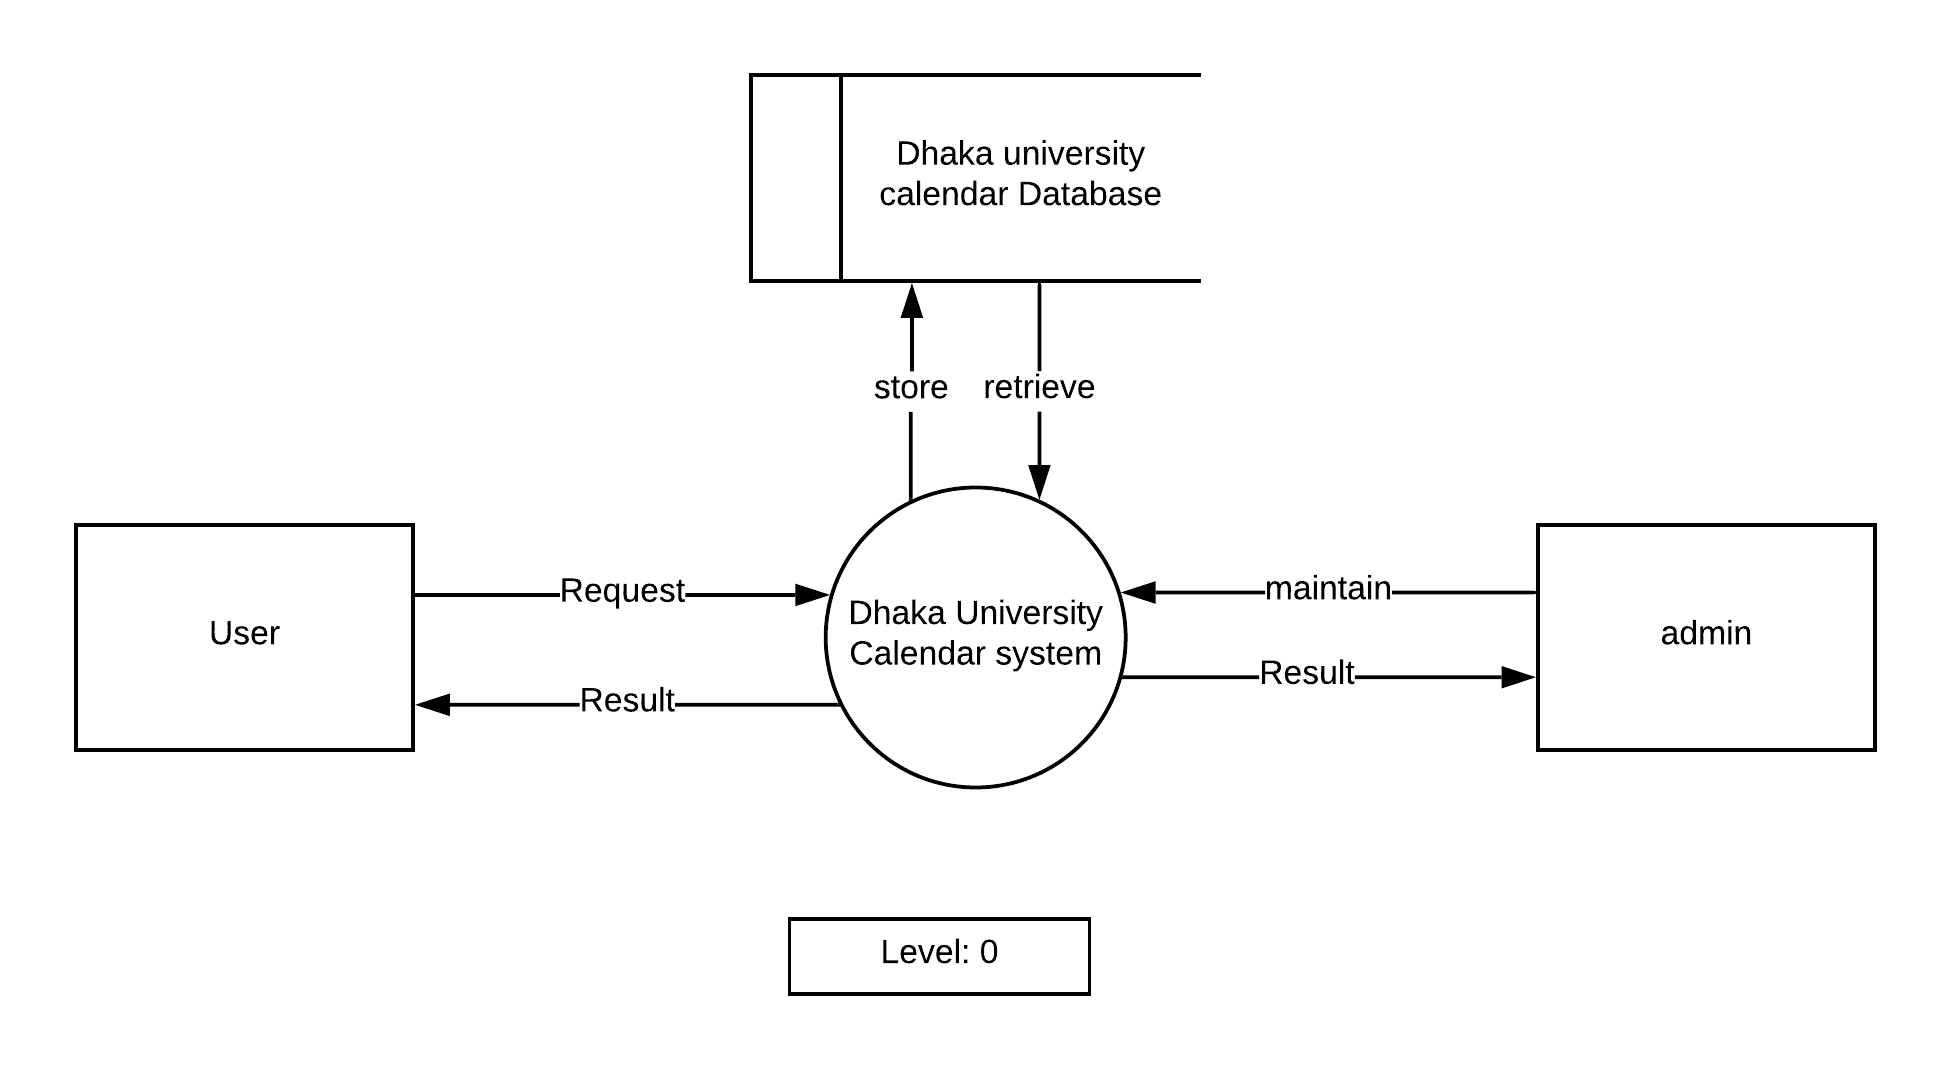 Dhaka university
calendar Database
store
retrieve
Request
maintain
Dhaka University
Calendar system
User
admin
Result
Result
Level: 0